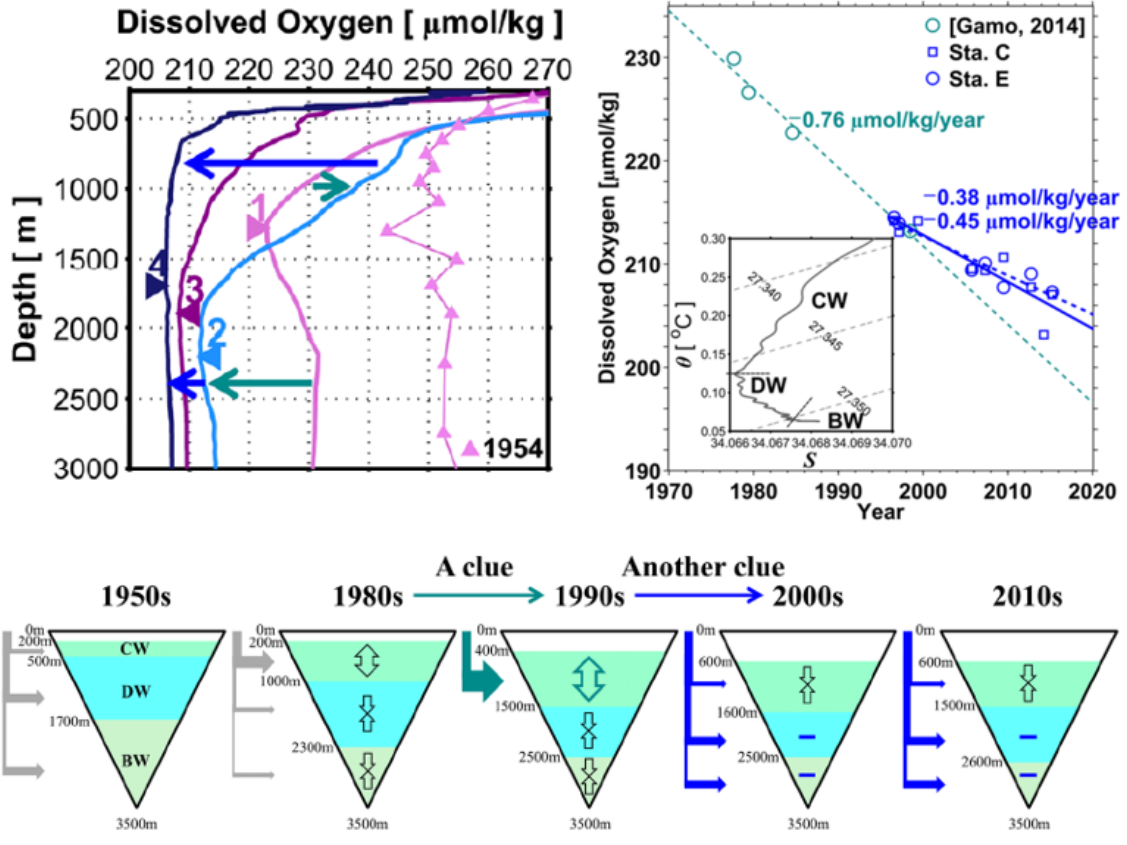 Dissolved Oxygen [ μmol/kg ]
200 210 220 230 240 250 260 270
500
1000
1500
2000
2500
3000
Depth [ m ]
1
2
3
4
1954
Dissolved Oxygen [μmol/kg]
230
220
210
200
190
1970 1980 1990 2000 2010 2020
Year
[Gamo, 2014]
Sta. C
Sta. E
−0.76 μmol/kg/year
−0.38 μmol/kg/year
−0.45 μmol/kg/year
θ [ °C ]
0.30
0.25
0.20
0.15
0.10
0.05
27.340
27.345
27.350
CW
DW
BW
34.066 34.067 34.068 34.069 34.070
S
A clue Another clue
1950s 1980s 1990s 2000s 2010s
0m
200m
500m
1700m
CW
DW
BW
3500m
0m
200m
1000m
2300m
3500m
0m
400m
1500m
2500m
3500m
0m
600m
1600m
2500m
3500m
0m
600m
1500m
2600m
3500m